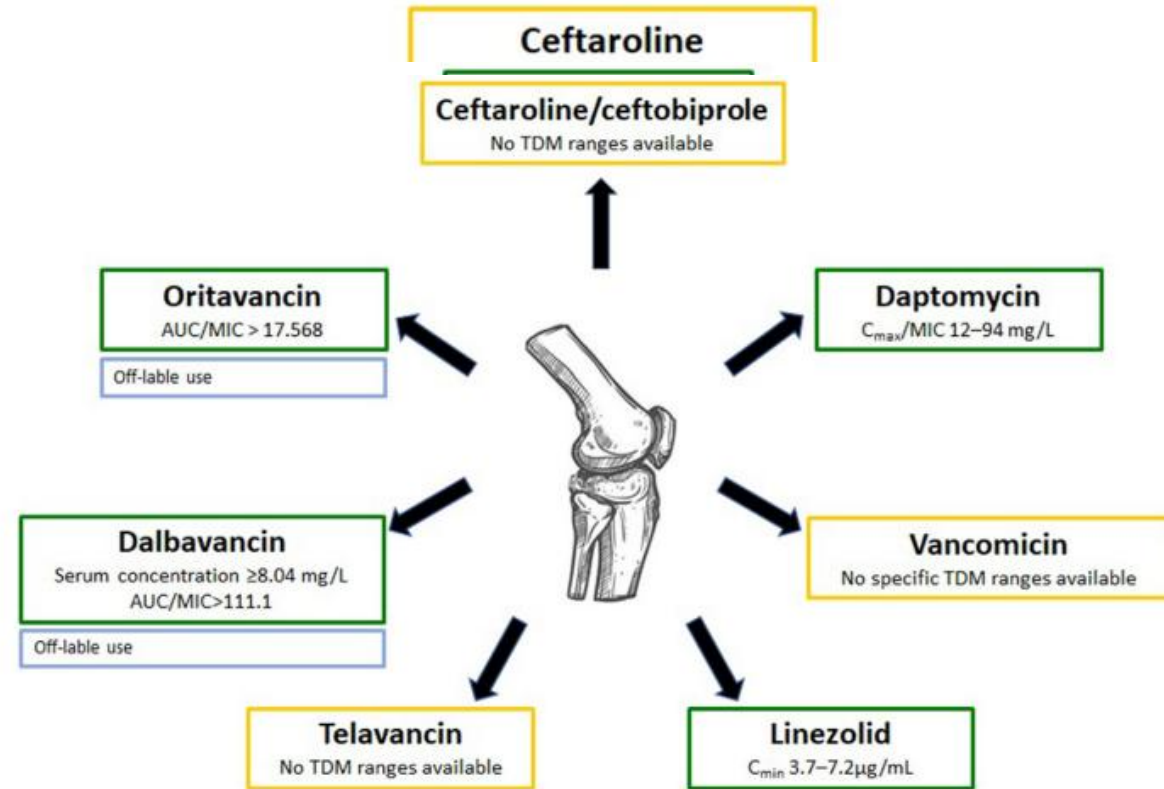 Ceftaroline
Ceftaroline/ceftobiprole
No TDM ranges available
Oritavancin
AUC/MIC > 17.568
Off-lable use
Daptomycin
Cmax/MIC 12–94 mg/L
Dalbavancin
Serum concentration ≥8.04 mg/L
AUC/MIC>111.1
Off-lable use
Vancomicin
No specific TDM ranges available
Telavancin
No TDM ranges available
Linezolid
Cmin 3.7–7.2µg/mL